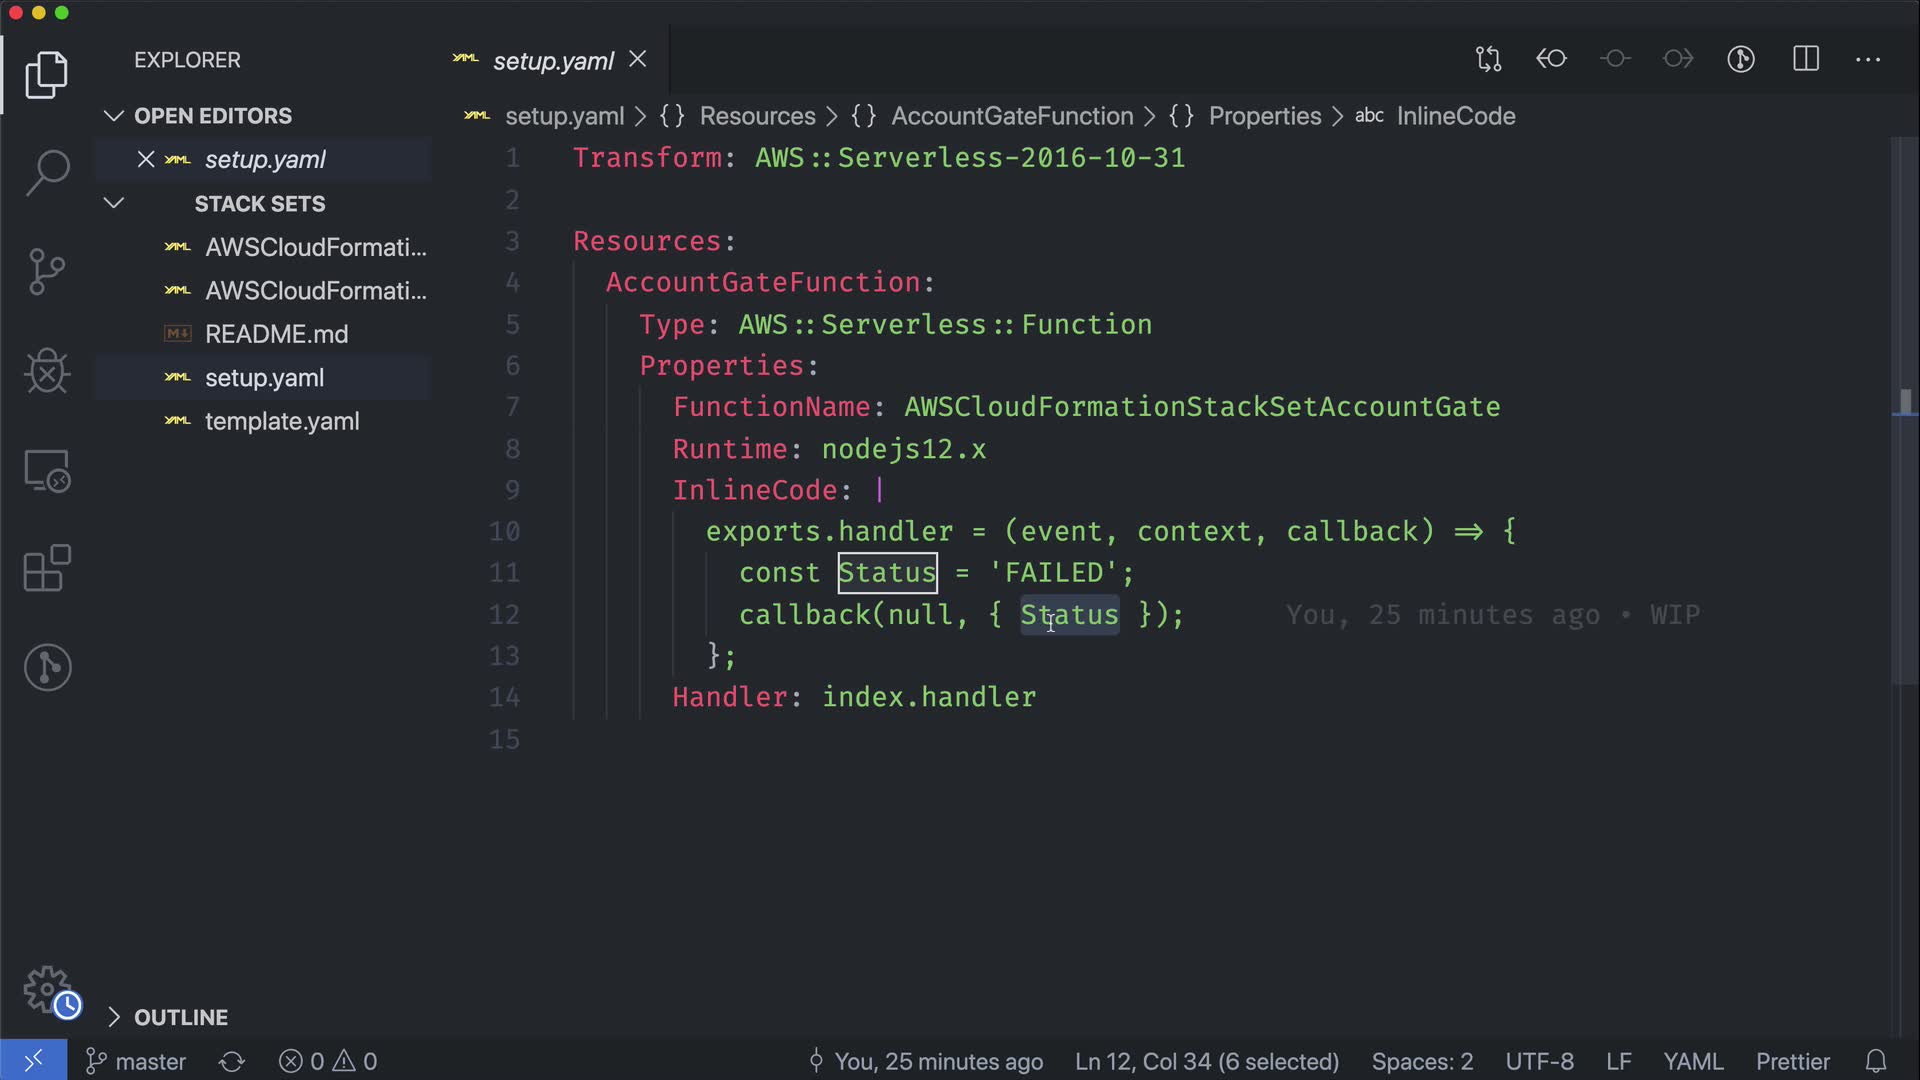 EXPLORER
OPEN EDITORS
setup.yaml
STACK SETS
AWSCloudFormati...
AWSCloudFormati...
README.md
setup.yaml
template.yaml
OUTLINE
setup.yaml
setup.yaml > {} Resources > {} AccountGateFunction > {} Properties > abc InlineCode
1 Transform: AWS::Serverless-2016-10-31
2
3 Resources:
4 AccountGateFunction:
5 Type: AWS::Serverless::Function
6 Properties:
7 FunctionName: AWSCloudFormationStackSetAccountGate
8 Runtime: nodejs12.x
9 InlineCode: |
10 exports.handler = (event, context, callback) => {
11 const Status = 'FAILED';
12 callback(null, { Status }); You, 25 minutes ago • WIP
13 };
14 Handler: index.handler
15
master 0 0 You, 25 minutes ago Ln 12, Col 34 (6 selected) Spaces: 2 UTF-8 LF YAML Prettier